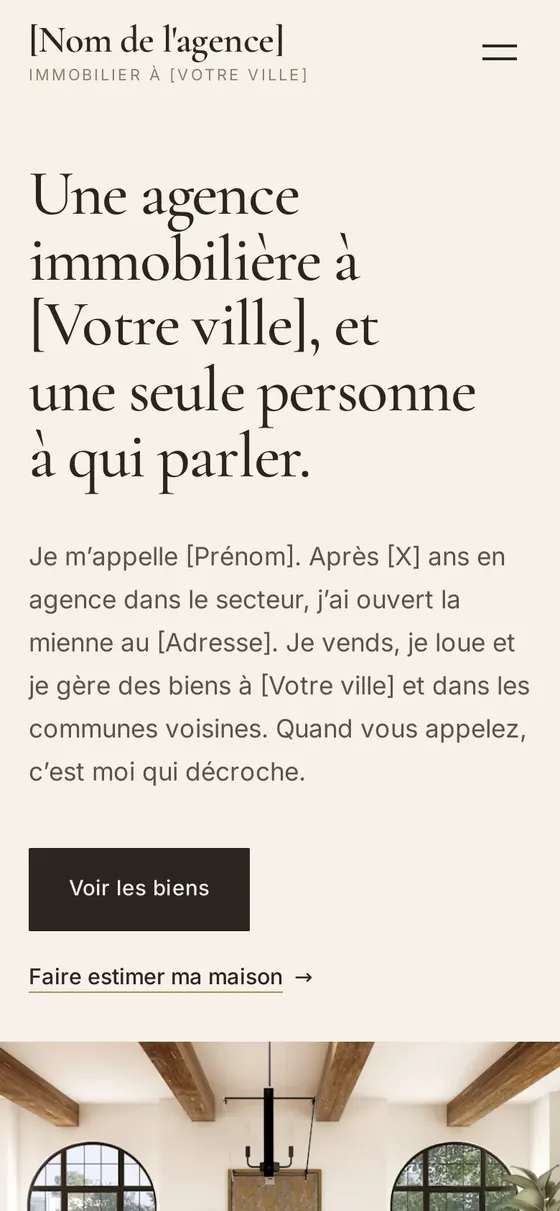 [Nom de l'agence]
IMMOBILIER À [VOTRE VILLE]
Une agence
immobilière à
[Votre ville], et
une seule personne
à qui parler.
Je m’appelle [Prénom]. Après [X] ans en
agence dans le secteur, j’ai ouvert la
mienne au [Adresse]. Je vends, je loue et
je gère des biens à [Votre ville] et dans les
communes voisines. Quand vous appelez,
c’est moi qui décroche.
Voir les biens
Faire estimer ma maison →